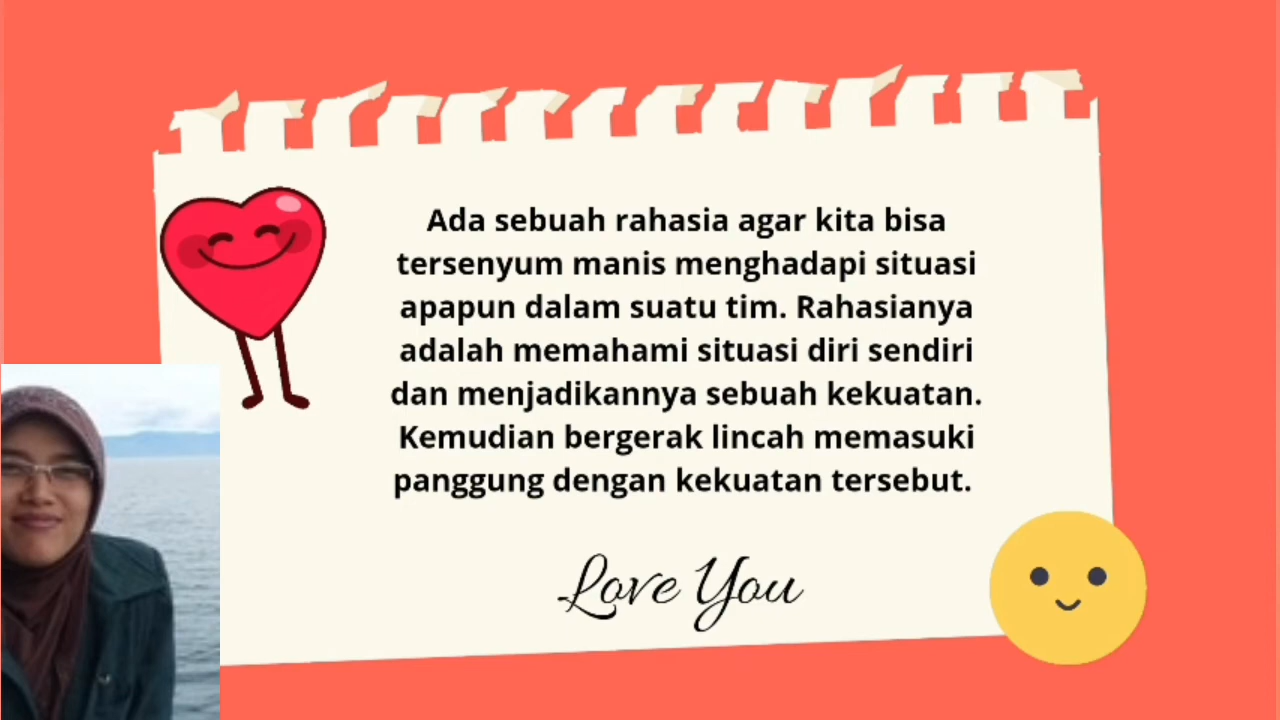 Ada sebuah rahasia agar kita bisa
tersenyum manis menghadapi situasi
apapun dalam suatu tim. Rahasianya
adalah memahami situasi diri sendiri
dan menjadikannya sebuah kekuatan.
Kemudian bergerak lincah memasuki
panggung dengan kekuatan tersebut.
Love You